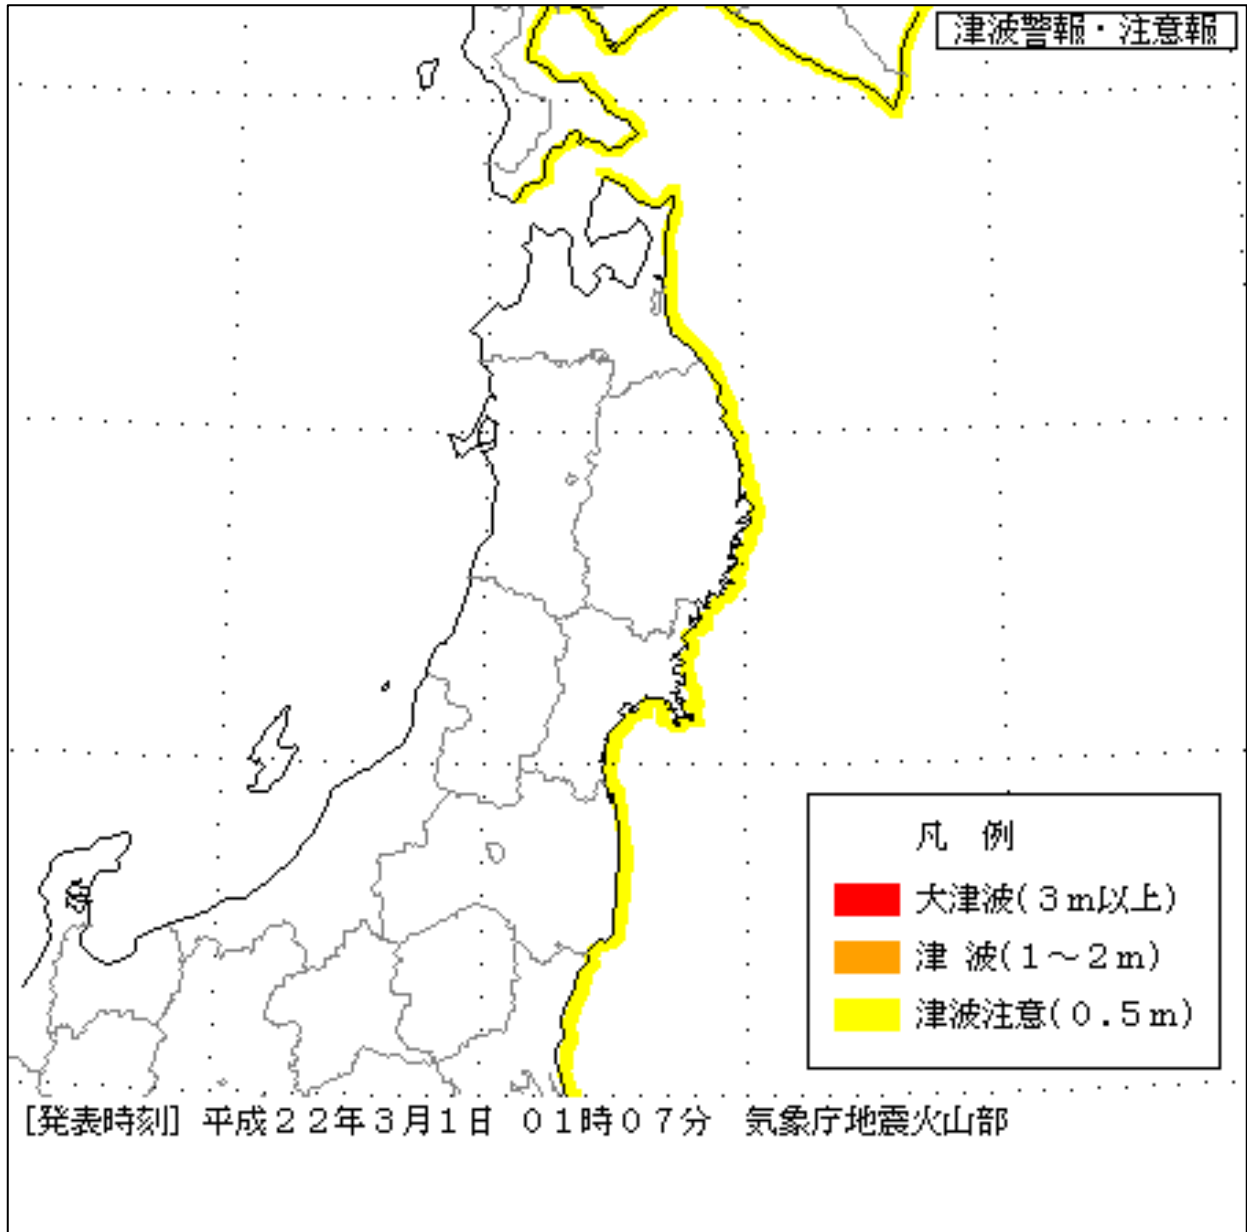 津波警報・注意報
凡　例
大津波(３ｍ以上)
津 波(１～２ｍ)
津波注意(０.５ｍ)
[発表時刻] 平成２２年３月１日 ０１時０７分 気象庁地震火山部